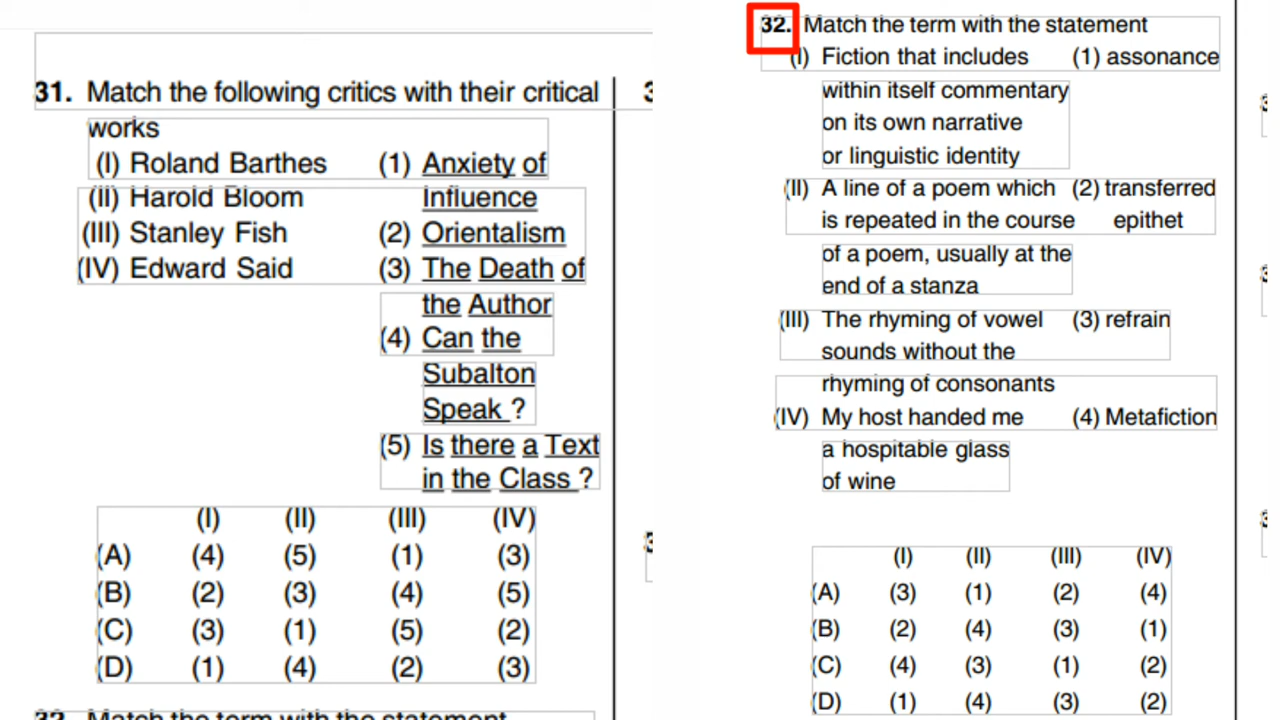 31. Match the following critics with their critical
works
(I) Roland Barthes (1) Anxiety of
(II) Harold Bloom Influence
(III) Stanley Fish (2) Orientalism
(IV) Edward Said (3) The Death of
the Author
(4) Can the
Subalton
Speak ?
(5) Is there a Text
in the Class ?
(I) (II) (III) (IV)
(A) (4) (5) (1) (3)
(B) (2) (3) (4) (5)
(C) (3) (1) (5) (2)
(D) (1) (4) (2) (3)
32. Match the term with the statement
32. Match the term with the statement
(I) Fiction that includes (1) assonance
within itself commentary
on its own narrative
or linguistic identity
(II) A line of a poem which (2) transferred
is repeated in the course epithet
of a poem, usually at the
end of a stanza
(III) The rhyming of vowel (3) refrain
sounds without the
rhyming of consonants
(IV) My host handed me (4) Metafiction
a hospitable glass
of wine
(I) (II) (III) (IV)
(A) (3) (1) (2) (4)
(B) (2) (4) (3) (1)
(C) (4) (3) (1) (2)
(D) (1) (4) (3) (2)